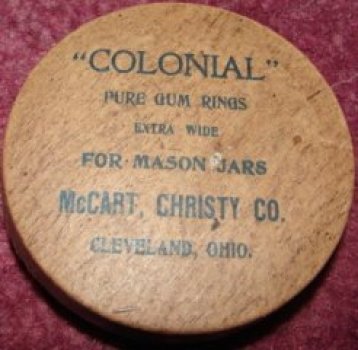 "COLONIAL"
PURE GUM RINGS
EXTRA WIDE
FOR MASON JARS
McCART, CHRISTY CO.
CLEVELAND, OHIO.